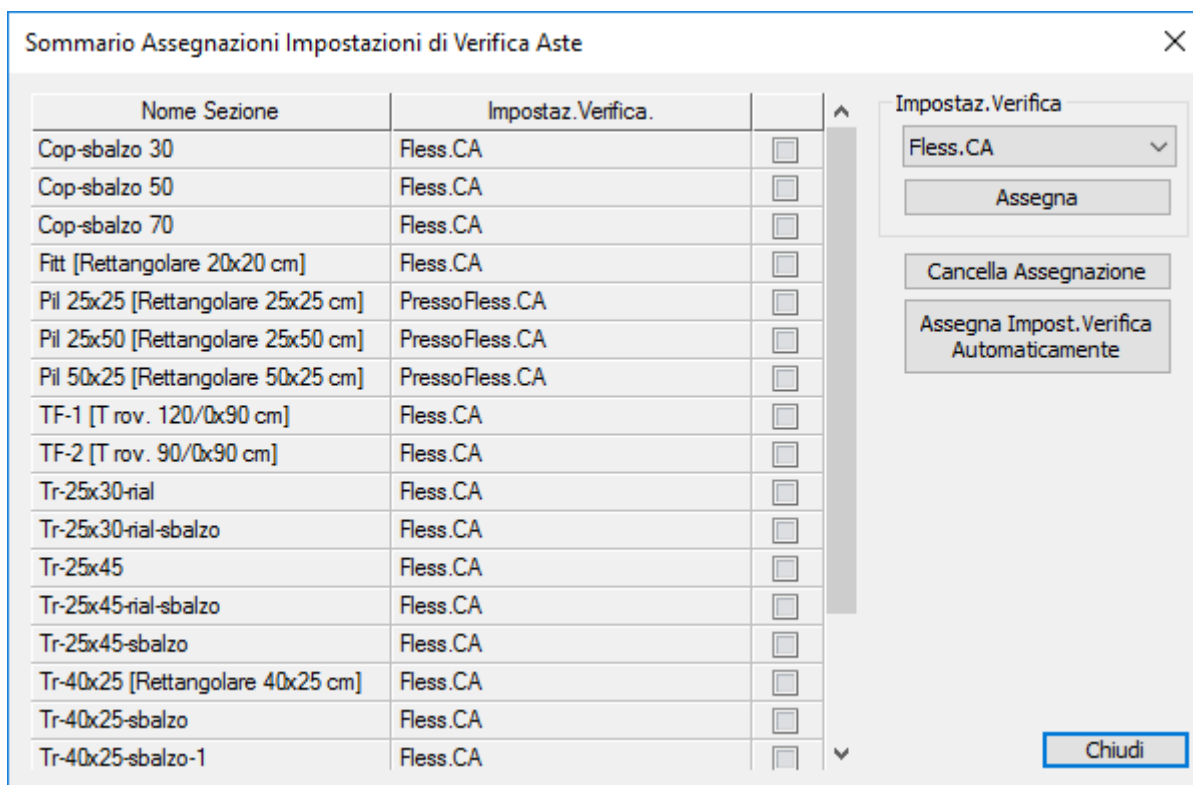 Sommario Assegnazioni Impostazioni di Verifica Aste
Nome Sezione Impostaz.Verifica.
Cop-sbalzo 30 Fless.CA
Cop-sbalzo 50 Fless.CA
Cop-sbalzo 70 Fless.CA
Fitt [Rettangolare 20x20 cm] Fless.CA
Pil 25x25 [Rettangolare 25x25 cm] PressoFless.CA
Pil 25x50 [Rettangolare 25x50 cm] PressoFless.CA
Pil 50x25 [Rettangolare 50x25 cm] PressoFless.CA
TF-1 [T rov. 120/0x90 cm] Fless.CA
TF-2 [T rov. 90/0x90 cm] Fless.CA
Tr-25x30-rial Fless.CA
Tr-25x30-rial-sbalzo Fless.CA
Tr-25x45 Fless.CA
Tr-25x45-rial-sbalzo Fless.CA
Tr-25x45-sbalzo Fless.CA
Tr-40x25 [Rettangolare 40x25 cm] Fless.CA
Tr-40x25-sbalzo Fless.CA
Tr-40x25-sbalzo-1 Fless.CA
Impostaz.Verifica
Fless.CA
Assegna
Cancella Assegnazione
Assegna Impost.Verifica
Automaticamente
Chiudi